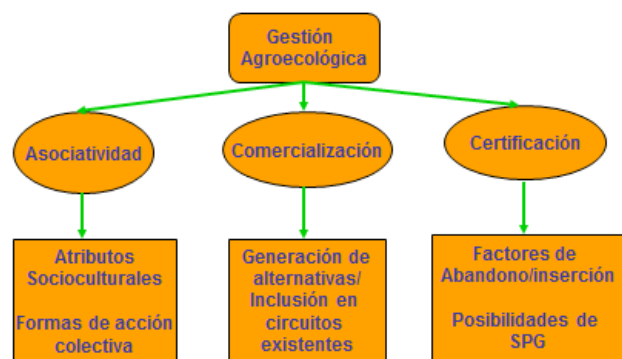 Gestión
Agroecológica
Asociatividad
Comercialización
Certificación
Atributos
Socioculturales
Formas de acción
colectiva
Generación de
alternativas/
Inclusión en
circuitos
existentes
Factores de
Abandono/inserción
Posibilidades de
SPG